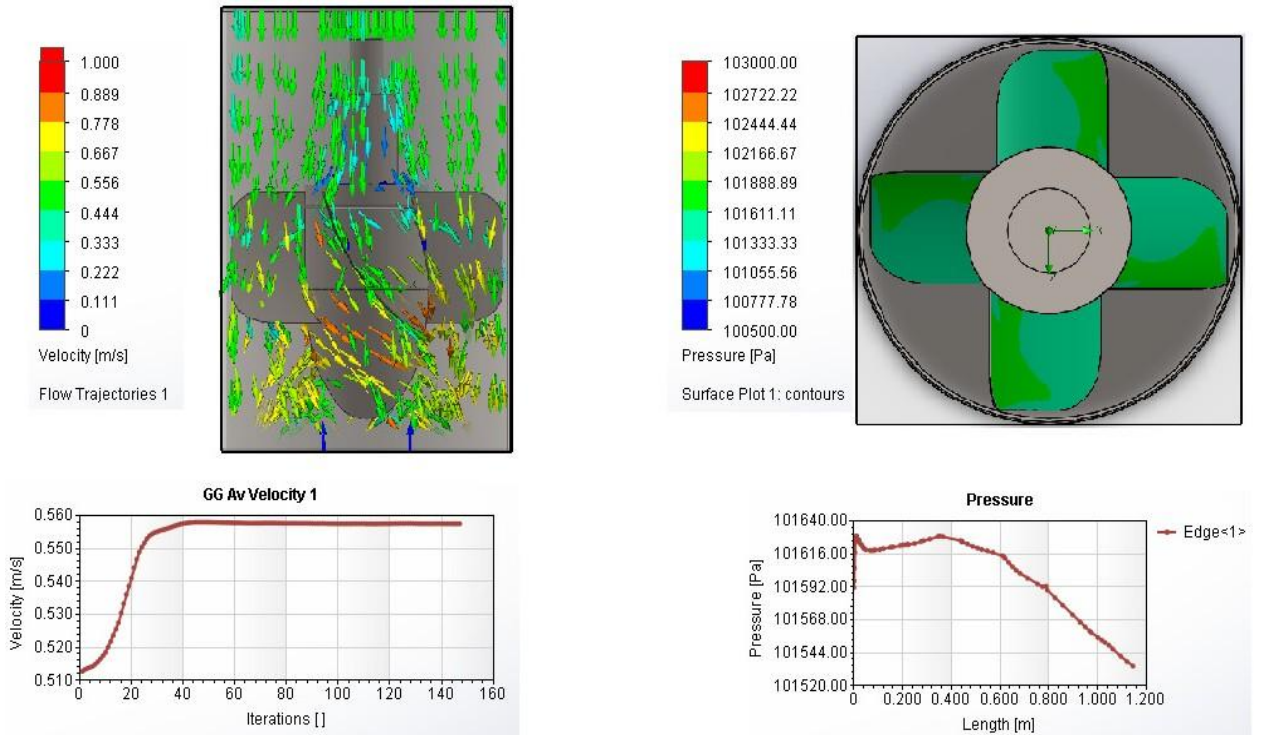 1.000
0.889
0.778
0.667
0.556
0.444
0.333
0.222
0.111
0
Velocity [m/s]
Flow Trajectories 1
103000.00
102722.22
102444.44
102166.67
101888.89
101611.11
101333.33
101055.56
100777.78
100500.00
Pressure [Pa]
Surface Plot 1: contours
GG Av Velocity 1
0.560
0.550
0.540
0.530
0.520
0.510
Velocity [m/s]
0 20 40 60 80 100 120 140 160
Iterations [ ]
Pressure
101640.00
101616.00
101592.00
101568.00
101544.00
101520.00
Pressure [Pa]
0 0.200 0.400 0.600 0.800 1.000 1.200
Length [m]
Edge<1>